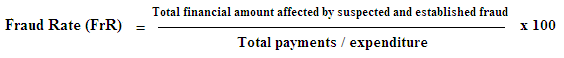 Total financial amount affected by suspected and established fraud
Fraud Rate (FrR) = x 100
Total payments / expenditure